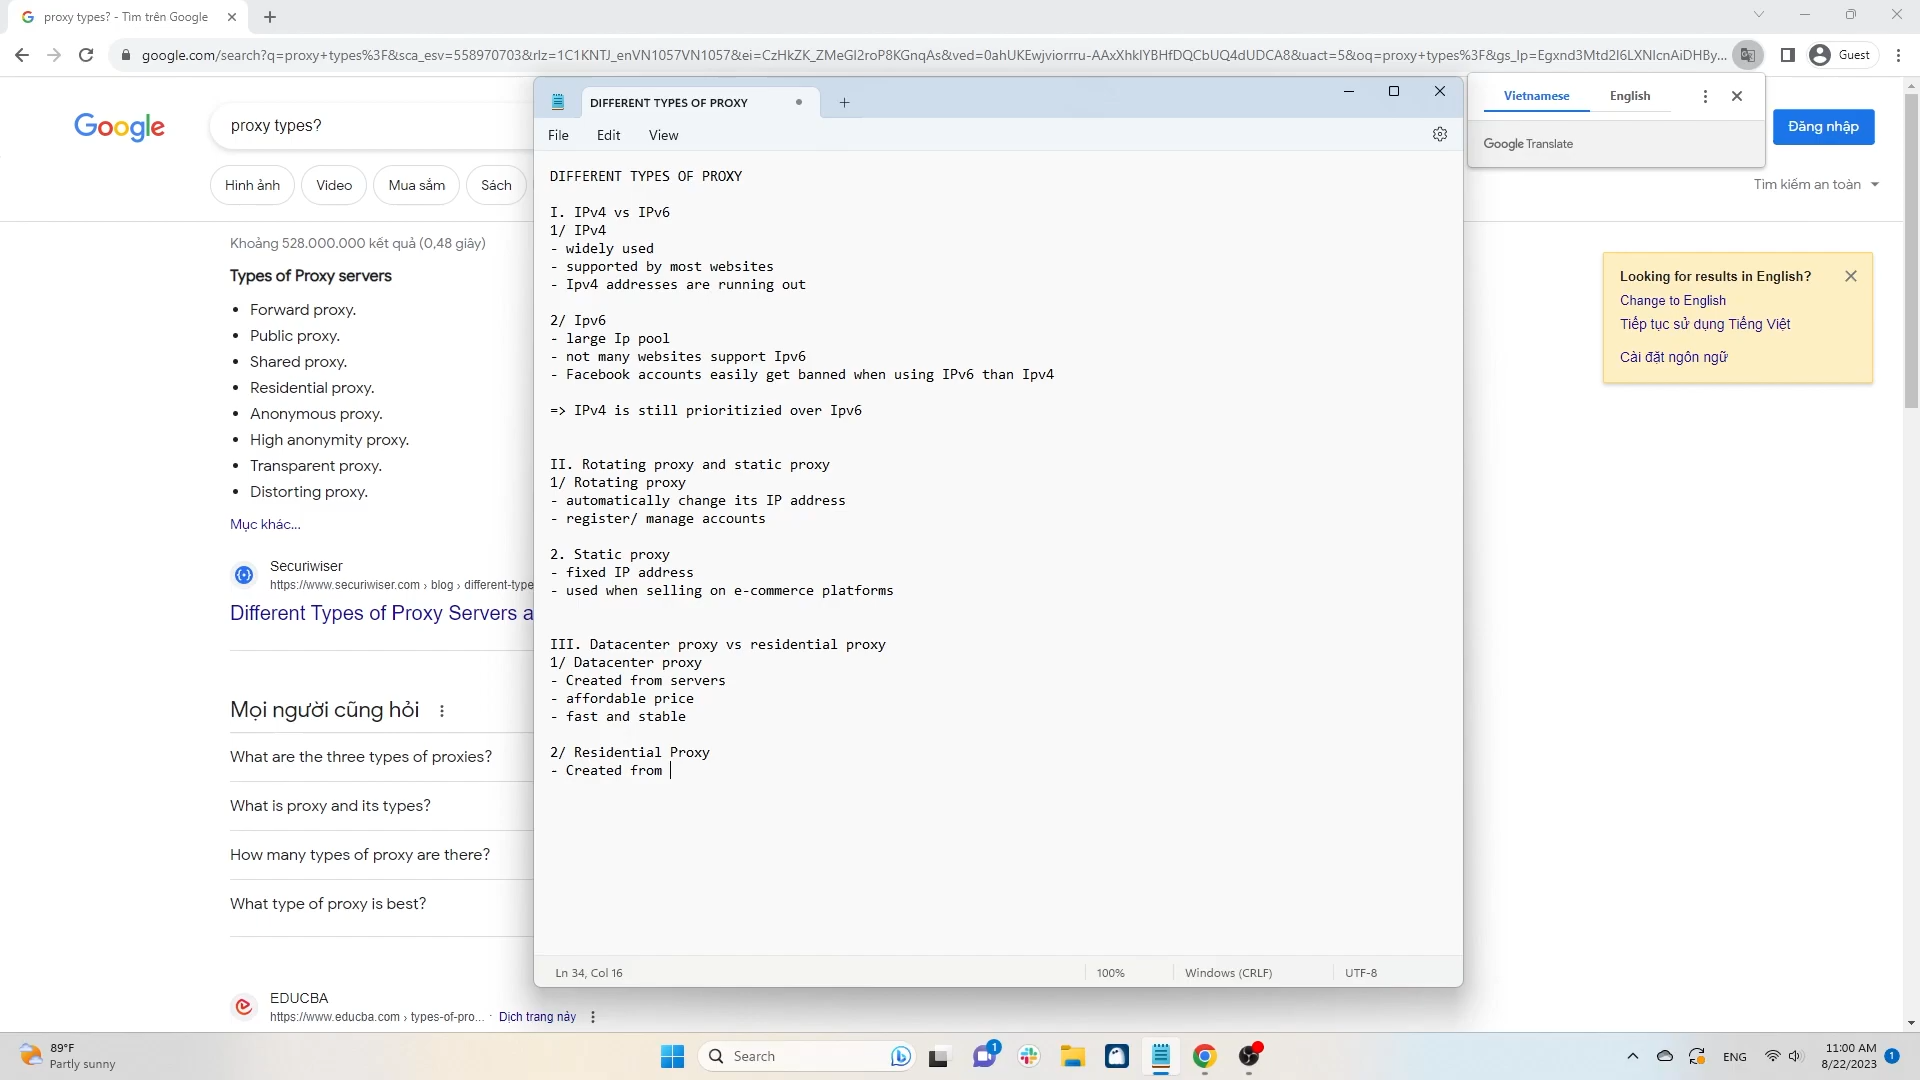 proxy types? - Tìm trên Google
google.com/search?q=proxy+types%3F&sca_esv=558970703&rlz=1C1KNTJ_enVN1057VN1057&ei=CzHkZK_ZMeGl2roP8KGnqAs&ved=0ahUKEwjviorrru-AAxXhklYBHfDQCbUQ4dUDCA8&uact=5&oq=proxy+types%3F&gs_lp=Egxnd3Mtd2l6LXNlcnAiDHBy...
Guest
Google
proxy types?
Hình ảnh
Video
Mua sắm
Sách
Khoảng 528.000.000 kết quả (0,48 giây)
Types of Proxy servers
Forward proxy.
Public proxy.
Shared proxy.
Residential proxy.
Anonymous proxy.
High anonymity proxy.
Transparent proxy.
Distorting proxy.
Mục khác...
Securiwiser
https://www.securiwiser.com › blog › different-type
Different Types of Proxy Servers a
Mọi người cũng hỏi
What are the three types of proxies?
What is proxy and its types?
How many types of proxy are there?
What type of proxy is best?
EDUCBA
https://www.educba.com › types-of-pro... · Dịch trang này
DIFFERENT TYPES OF PROXY
File Edit View
DIFFERENT TYPES OF PROXY
I. IPv4 vs IPv6
1/ IPv4
- widely used
- supported by most websites
- Ipv4 addresses are running out
2/ Ipv6
- large Ip pool
- not many websites support Ipv6
- Facebook accounts easily get banned when using IPv6 than Ipv4
=> IPv4 is still prioritizied over Ipv6
II. Rotating proxy and static proxy
1/ Rotating proxy
- automatically change its IP address
- register/ manage accounts
2. Static proxy
- fixed IP address
- used when selling on e-commerce platforms
III. Datacenter proxy vs residential proxy
1/ Datacenter proxy
- Created from servers
- affordable price
- fast and stable
2/ Residential Proxy
- Created from
Ln 34, Col 16
100%
Windows (CRLF)
UTF-8
Vietnamese
English
Google Translate
Đăng nhập
Tìm kiếm an toàn
Looking for results in English?
Change to English
Tiếp tục sử dụng Tiếng Việt
Cài đặt ngôn ngữ
89°F
Partly sunny
Search
1
ENG
11:00 AM
8/22/2023
1